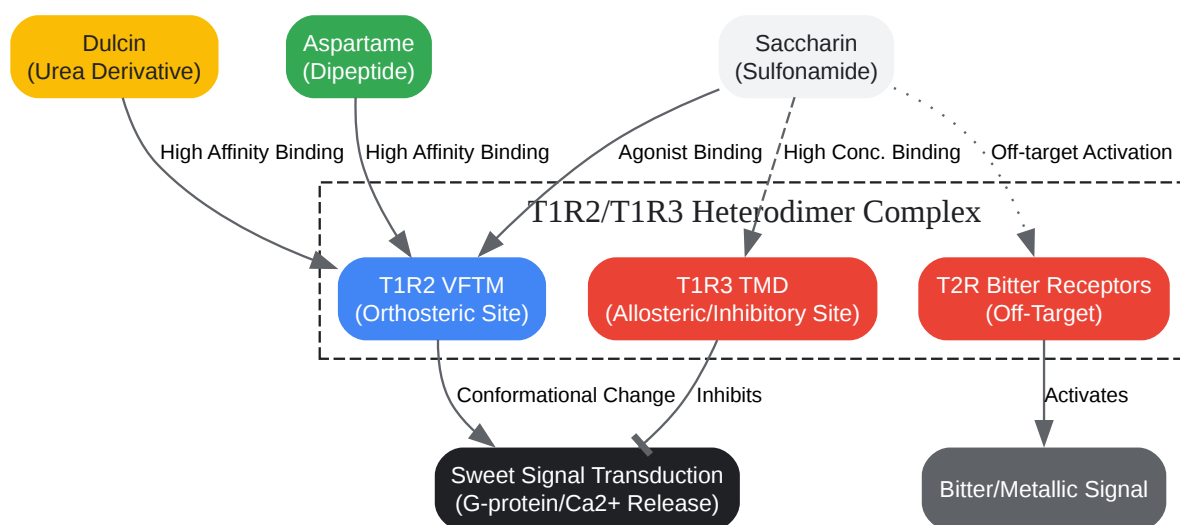 Dulcin
(Urea Derivative)
Aspartame
(Dipeptide)
Saccharin
(Sulfonamide)
High Affinity Binding
High Affinity Binding
Agonist Binding
High Conc. Binding
Off-target Activation
T1R2/T1R3 Heterodimer Complex
T1R2 VFTM
(Orthosteric Site)
T1R3 TMD
(Allosteric/Inhibitory Site)
T2R Bitter Receptors
(Off-Target)
Conformational Change
Inhibits
Activates
Sweet Signal Transduction
(G-protein/Ca2+ Release)
Bitter/Metallic Signal